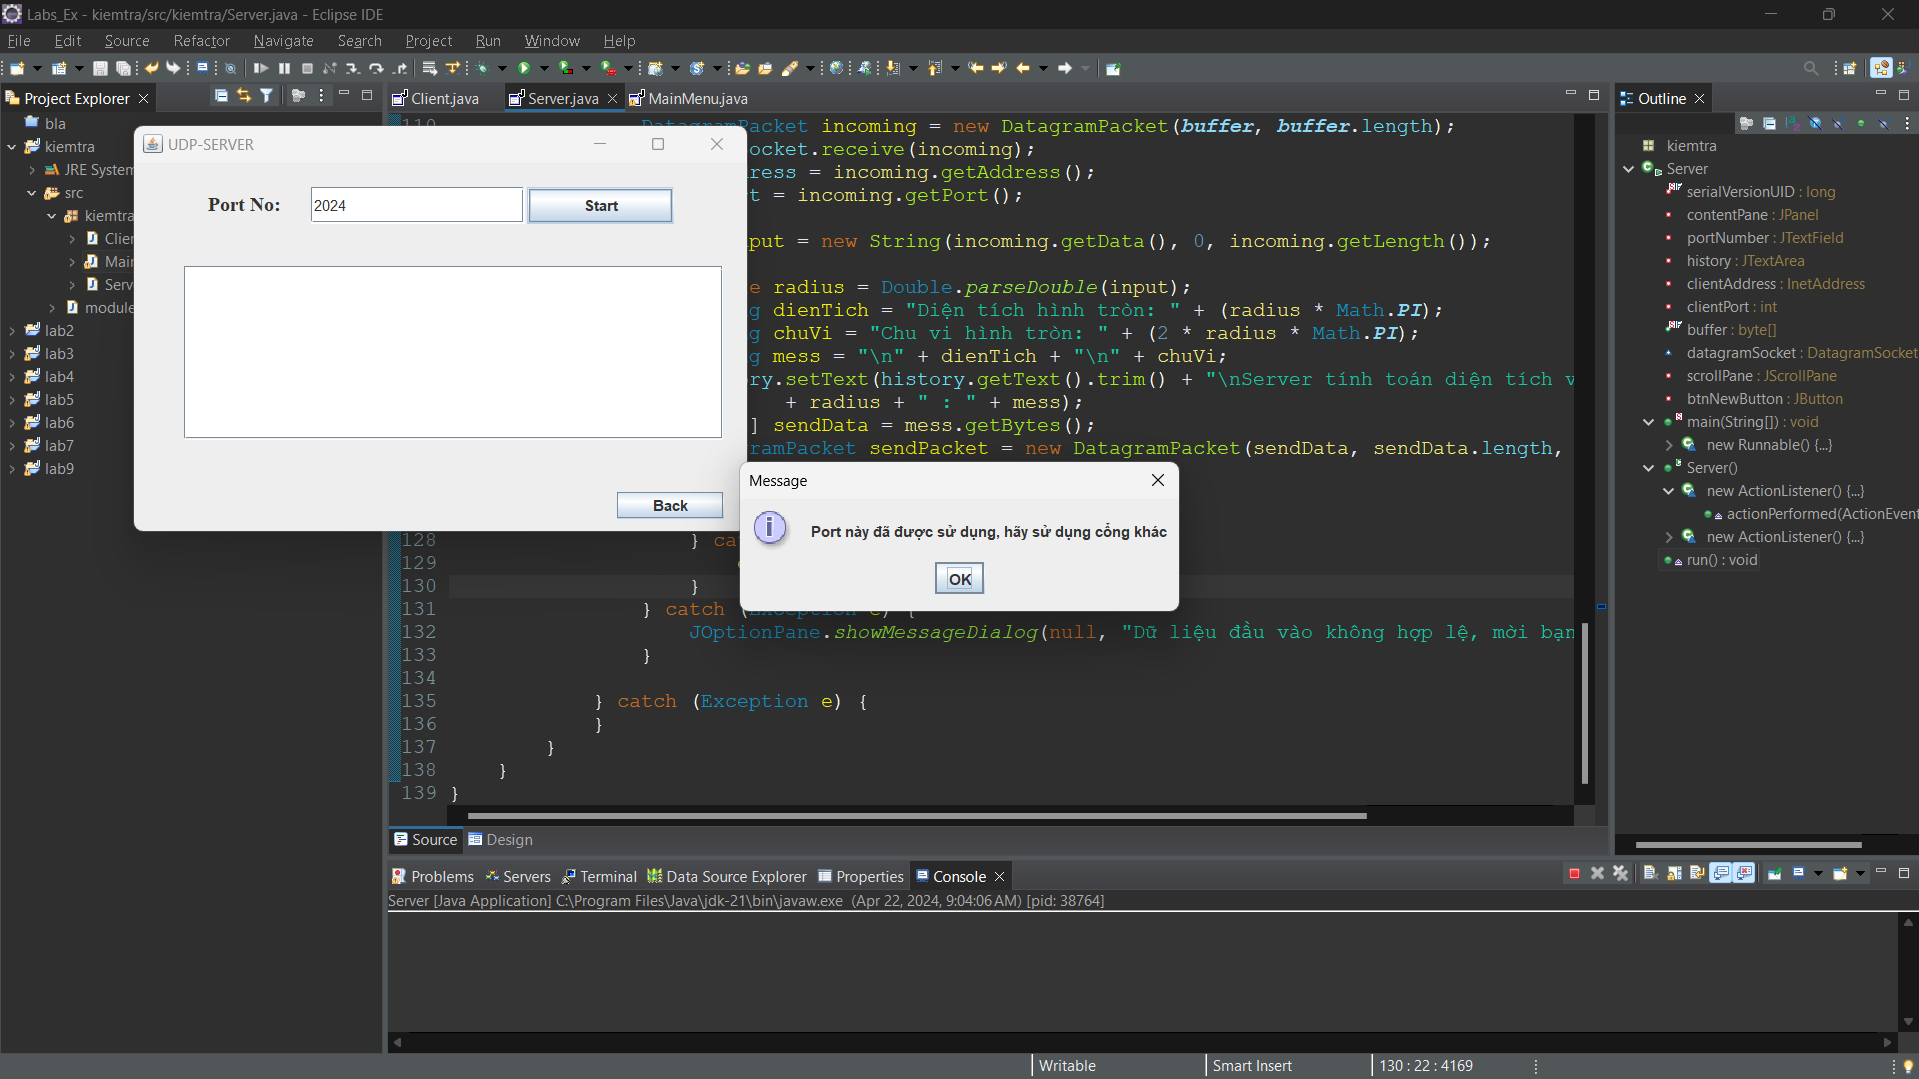 Labs_Ex - kiemtra/src/kiemtra/Server.java - Eclipse IDE
File Edit Source Refactor Navigate Search Project Run Window Help
Project Explorer
bla
kiemtra
JRE System
src
kiemtra
Clier
Mai
Serv
module
lab2
lab3
lab4
lab5
lab6
lab7
lab9
UDP-SERVER
Port No:
2024
Start
Back
Client.java
Server.java
MainMenu.java
110 DatagramPacket incoming = new DatagramPacket(buffer, buffer.length);
ocket.receive(incoming);
ress = incoming.getAddress();
t = incoming.getPort();
put = new String(incoming.getData(), 0, incoming.getLength());
e radius = Double.parseDouble(input);
g dienTich = "Diện tích hình tròn: " + (radius * Math.PI);
g chuVi = "Chu vi hình tròn: " + (2 * radius * Math.PI);
g mess = "\n" + dienTich + "\n" + chuVi;
ry.setText(history.getText().trim() + "\nServer tính toán diện tích v
+ radius + " : " + mess);
] sendData = mess.getBytes();
ramPacket sendPacket = new DatagramPacket(sendData, sendData.length,
Message
Port này đã được sử dụng, hãy sử dụng cổng khác
OK
128 } cat
129
130 }
131 } catch (Exception e) {
132 JOptionPane.showMessageDialog(null, "Dữ liệu đầu vào không hợp lệ, mời bạn
133 }
134
135 } catch (Exception e) {
136 }
137 }
138 }
139 }
Source
Design
Outline
kiemtra
Server
serialVersionUID : long
contentPane : JPanel
portNumber : JTextField
history : JTextArea
clientAddress : InetAddress
clientPort : int
buffer : byte[]
datagramSocket : DatagramSocket
scrollPane : JScrollPane
btnNewButton : JButton
main(String[]) : void
new Runnable() {...}
Server()
new ActionListener() {...}
actionPerformed(ActionEvent
new ActionListener() {...}
run() : void
Problems
Servers
Terminal
Data Source Explorer
Properties
Console
Server [Java Application] C:\Program Files\Java\jdk-21\bin\javaw.exe (Apr 22, 2024, 9:04:06 AM) [pid: 38764]
Writable
Smart Insert
130 : 22 : 4169